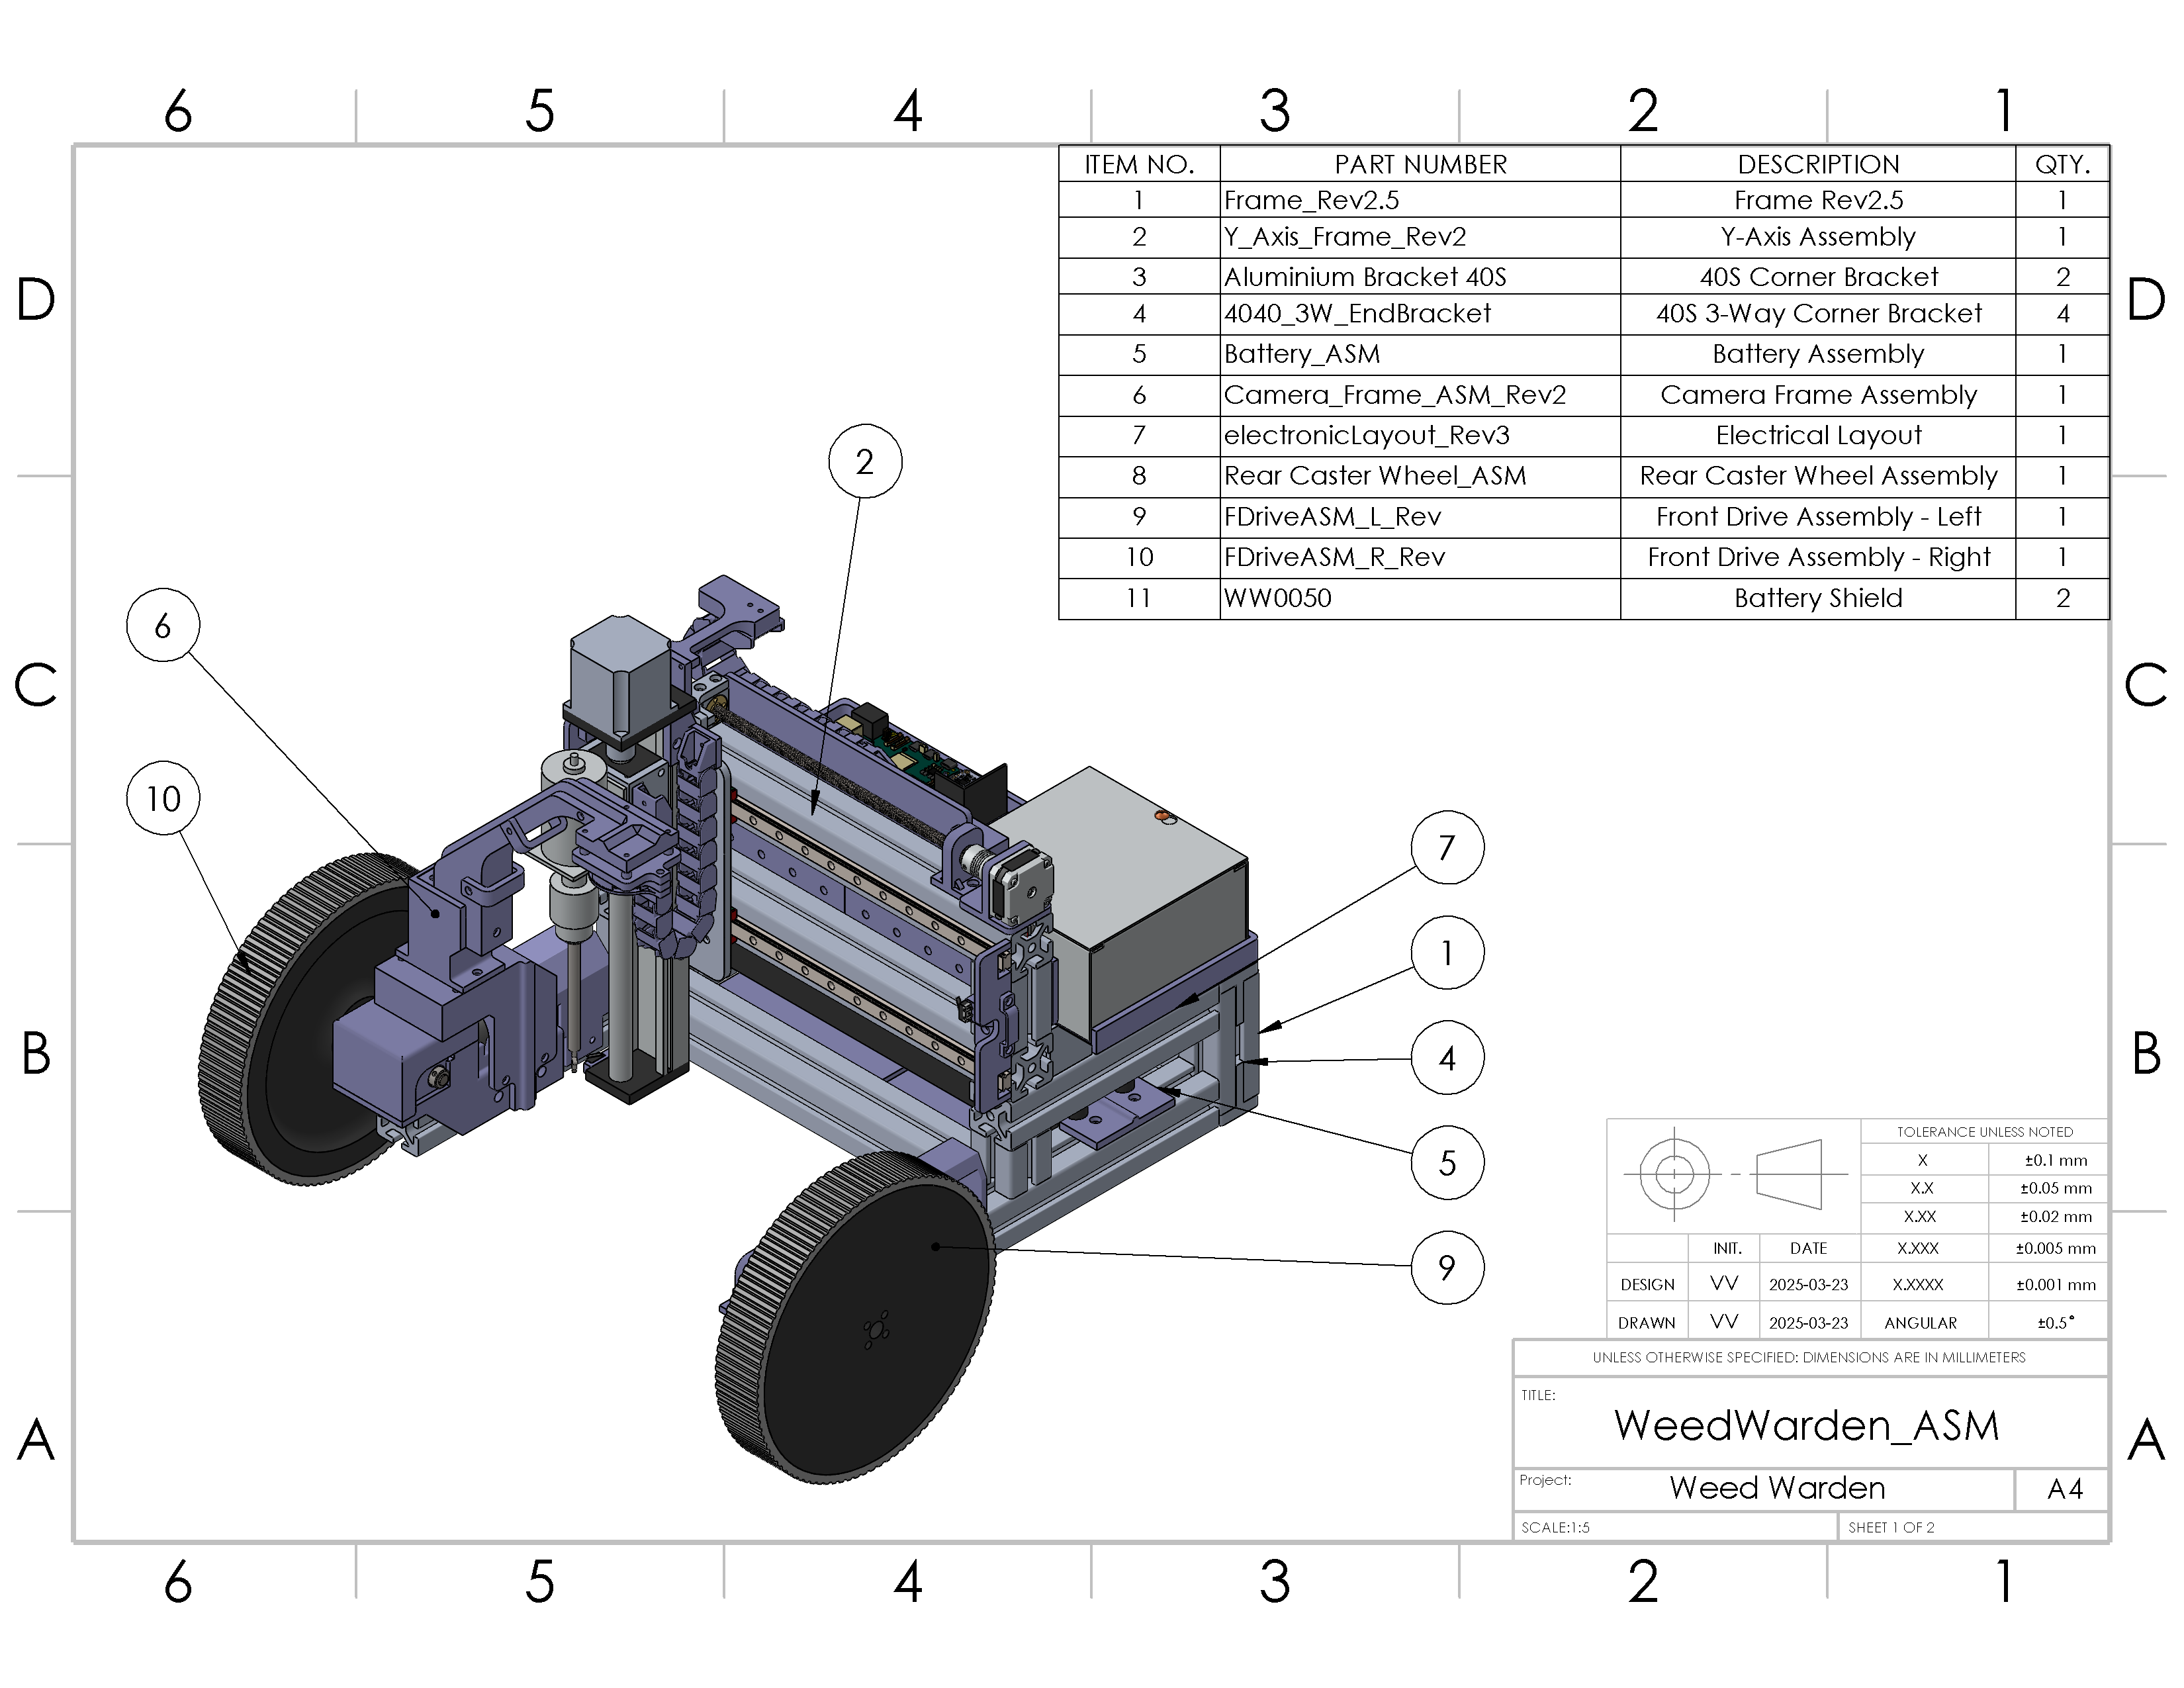 6 5 4 3 2 1
ITEM NO. PART NUMBER DESCRIPTION QTY.
1 Frame_Rev2.5 Frame Rev2.5 1
2 Y_Axis_Frame_Rev2 Y-Axis Assembly 1
3 Aluminium Bracket 40S 40S Corner Bracket 2
4 4040_3W_EndBracket 40S 3-Way Corner Bracket 4
5 Battery_ASM Battery Assembly 1
6 Camera_Frame_ASM_Rev2 Camera Frame Assembly 1
7 electronicLayout_Rev3 Electrical Layout 1
8 Rear Caster Wheel_ASM Rear Caster Wheel Assembly 1
9 FDriveASM_L_Rev Front Drive Assembly - Left 1
10 FDriveASM_R_Rev Front Drive Assembly - Right 1
11 WW0050 Battery Shield 2
D D
2
6
C C
10
7
1
B 4 B
5
9
TOLERANCE UNLESS NOTED
X ±0.1 mm
X.X ±0.05 mm
X.XX ±0.02 mm
INIT. DATE X.XXX ±0.005 mm
DESIGN VV 2025-03-23 X.XXXX ±0.001 mm
DRAWN VV 2025-03-23 ANGULAR ±0.5°
UNLESS OTHERWISE SPECIFIED: DIMENSIONS ARE IN MILLIMETERS
TITLE:
WeedWarden_ASM
A A
Project: Weed Warden A4
SCALE:1:5 SHEET 1 OF 2
6 5 4 3 2 1